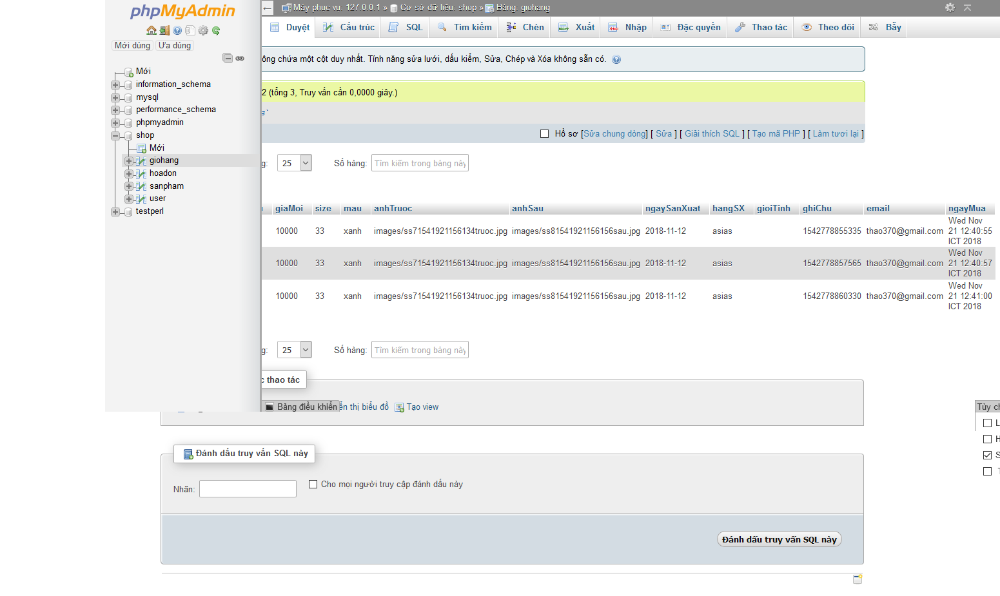 phpMyAdmin
Mới dùng Ưa dùng
Mới
information_schema
mysql
performance_schema
phpmyadmin
shop
Mới
giohang
hoadon
sanpham
user
testperl
Máy phục vụ: 127.0.0.1 » Cơ sở dữ liệu: shop » Bảng: giohang
Duyệt Cấu trúc SQL Tìm kiếm Chèn Xuất Nhập Đặc quyền Thao tác Theo dõi Bẫy
ông chứa một cột duy nhất. Tính năng sửa lưới, dấu kiểm, Sửa, Chép và Xóa không sẵn có.
2 (tổng 3, Truy vấn cần 0,0000 giây.)
g`
Hồ sơ [Sửa chung dòng] [ Sửa ] [ Giải thích SQL ] [ Tạo mã PHP ] [ Làm tươi lại ]
g: 25 Số hàng: Tìm kiếm trong bảng này
giaMoi size mau anhTruoc anhSau ngaySanXuat hangSX gioiTinh ghiChu email ngayMua
10000 33 xanh images/ss71541921156134truoc.jpg images/ss81541921156156sau.jpg 2018-11-12 asias 1542778855335 thao370@gmail.com Wed Nov 21 12:40:55 ICT 2018
10000 33 xanh images/ss71541921156134truoc.jpg images/ss81541921156156sau.jpg 2018-11-12 asias 1542778857565 thao370@gmail.com Wed Nov 21 12:40:57 ICT 2018
10000 33 xanh images/ss71541921156134truoc.jpg images/ss81541921156156sau.jpg 2018-11-12 asias 1542778860330 thao370@gmail.com Wed Nov 21 12:41:00 ICT 2018
g: 25 Số hàng: Tìm kiếm trong bảng này
c thao tác
Bảng điều khiển ển thị biểu đồ Tạo view
Tùy ch
L
H
S
T
Đánh dấu truy vấn SQL này
Nhãn: Cho mọi người truy cập đánh dấu này
Đánh dấu truy vấn SQL này